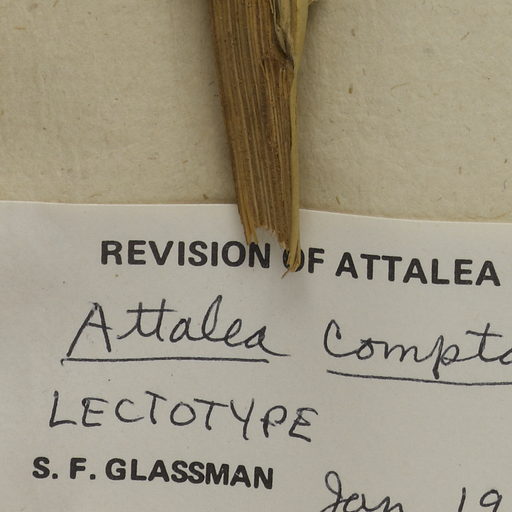 REVISION OF ATTALEA
Attalea compta
LECTOTYPE
S. F. GLASSMAN Jan 19